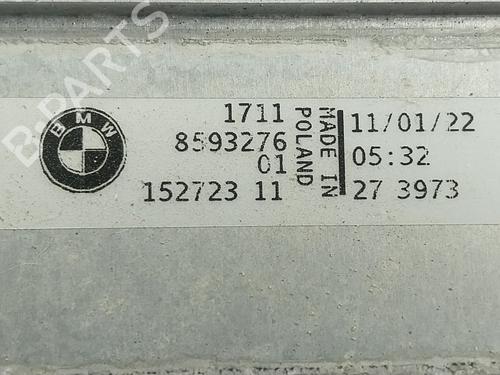 BMW
1711
8593276
01
152723 11
MADE IN
POLAND
11/01/22
05:32
27 3973
B-PARTS